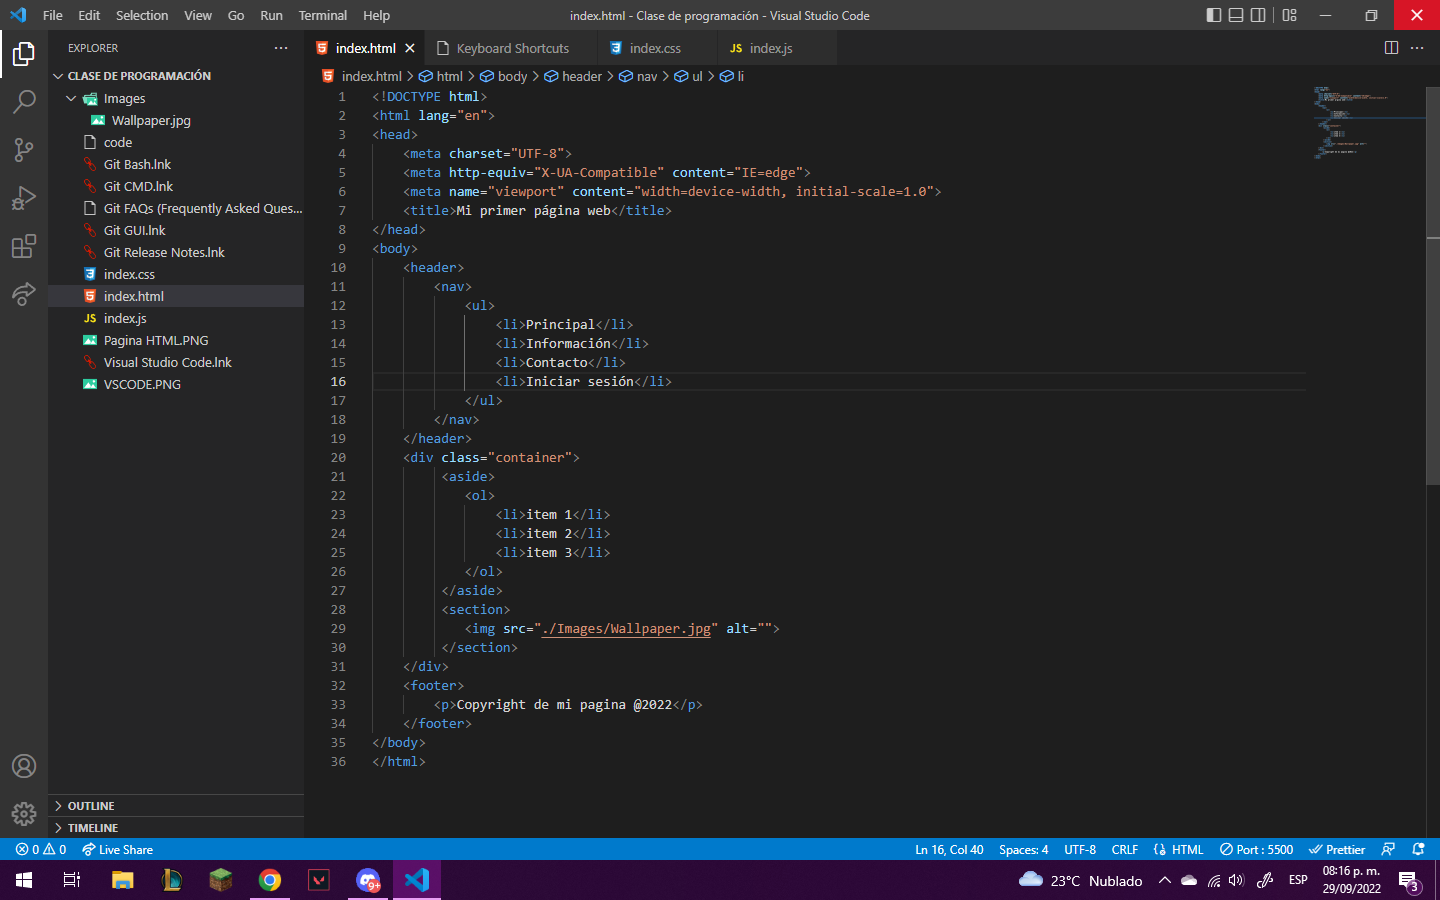 File Edit Selection View Go Run Terminal Help index.html - Clase de programación - Visual Studio Code
EXPLORER
CLASE DE PROGRAMACIÓN
Images
Wallpaper.jpg
code
Git Bash.lnk
Git CMD.lnk
Git FAQs (Frequently Asked Ques...
Git GUI.lnk
Git Release Notes.lnk
index.css
index.html
JS index.js
Pagina HTML.PNG
Visual Studio Code.lnk
VSCODE.PNG
OUTLINE
TIMELINE
index.html Keyboard Shortcuts index.css JS index.js
index.html > html > body > header > nav > ul > li
1 <!DOCTYPE html>
2 <html lang="en">
3 <head>
4 <meta charset="UTF-8">
5 <meta http-equiv="X-UA-Compatible" content="IE=edge">
6 <meta name="viewport" content="width=device-width, initial-scale=1.0">
7 <title>Mi primer página web</title>
8 </head>
9 <body>
10 <header>
11 <nav>
12 <ul>
13 <li>Principal</li>
14 <li>Información</li>
15 <li>Contacto</li>
16 <li>Iniciar sesión</li>
17 </ul>
18 </nav>
19 </header>
20 <div class="container">
21 <aside>
22 <ol>
23 <li>item 1</li>
24 <li>item 2</li>
25 <li>item 3</li>
26 </ol>
27 </aside>
28 <section>
29 <img src="./Images/Wallpaper.jpg" alt="">
30 </section>
31 </div>
32 <footer>
33 <p>Copyright de mi pagina @2022</p>
34 </footer>
35 </body>
36 </html>
0 0 Live Share Ln 16, Col 40 Spaces: 4 UTF-8 CRLF HTML Port : 5500 Prettier
9+ 23°C Nublado ESP 08:16 p. m.
29/09/2022 3